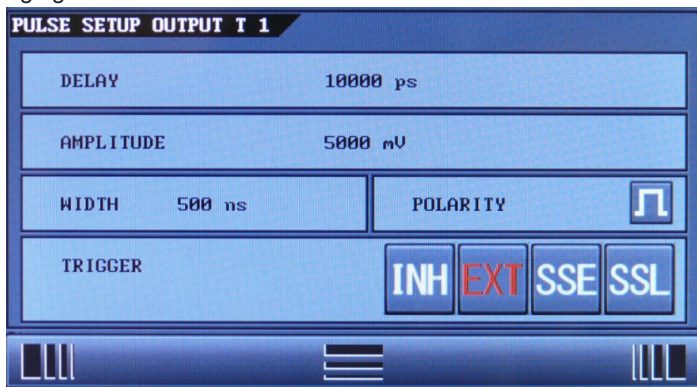 PULSE SETUP OUTPUT T 1
DELAY 10000 ps
AMPLITUDE 5000 mV
WIDTH 500 ns POLARITY
TRIGGER INH EXT SSE SSL